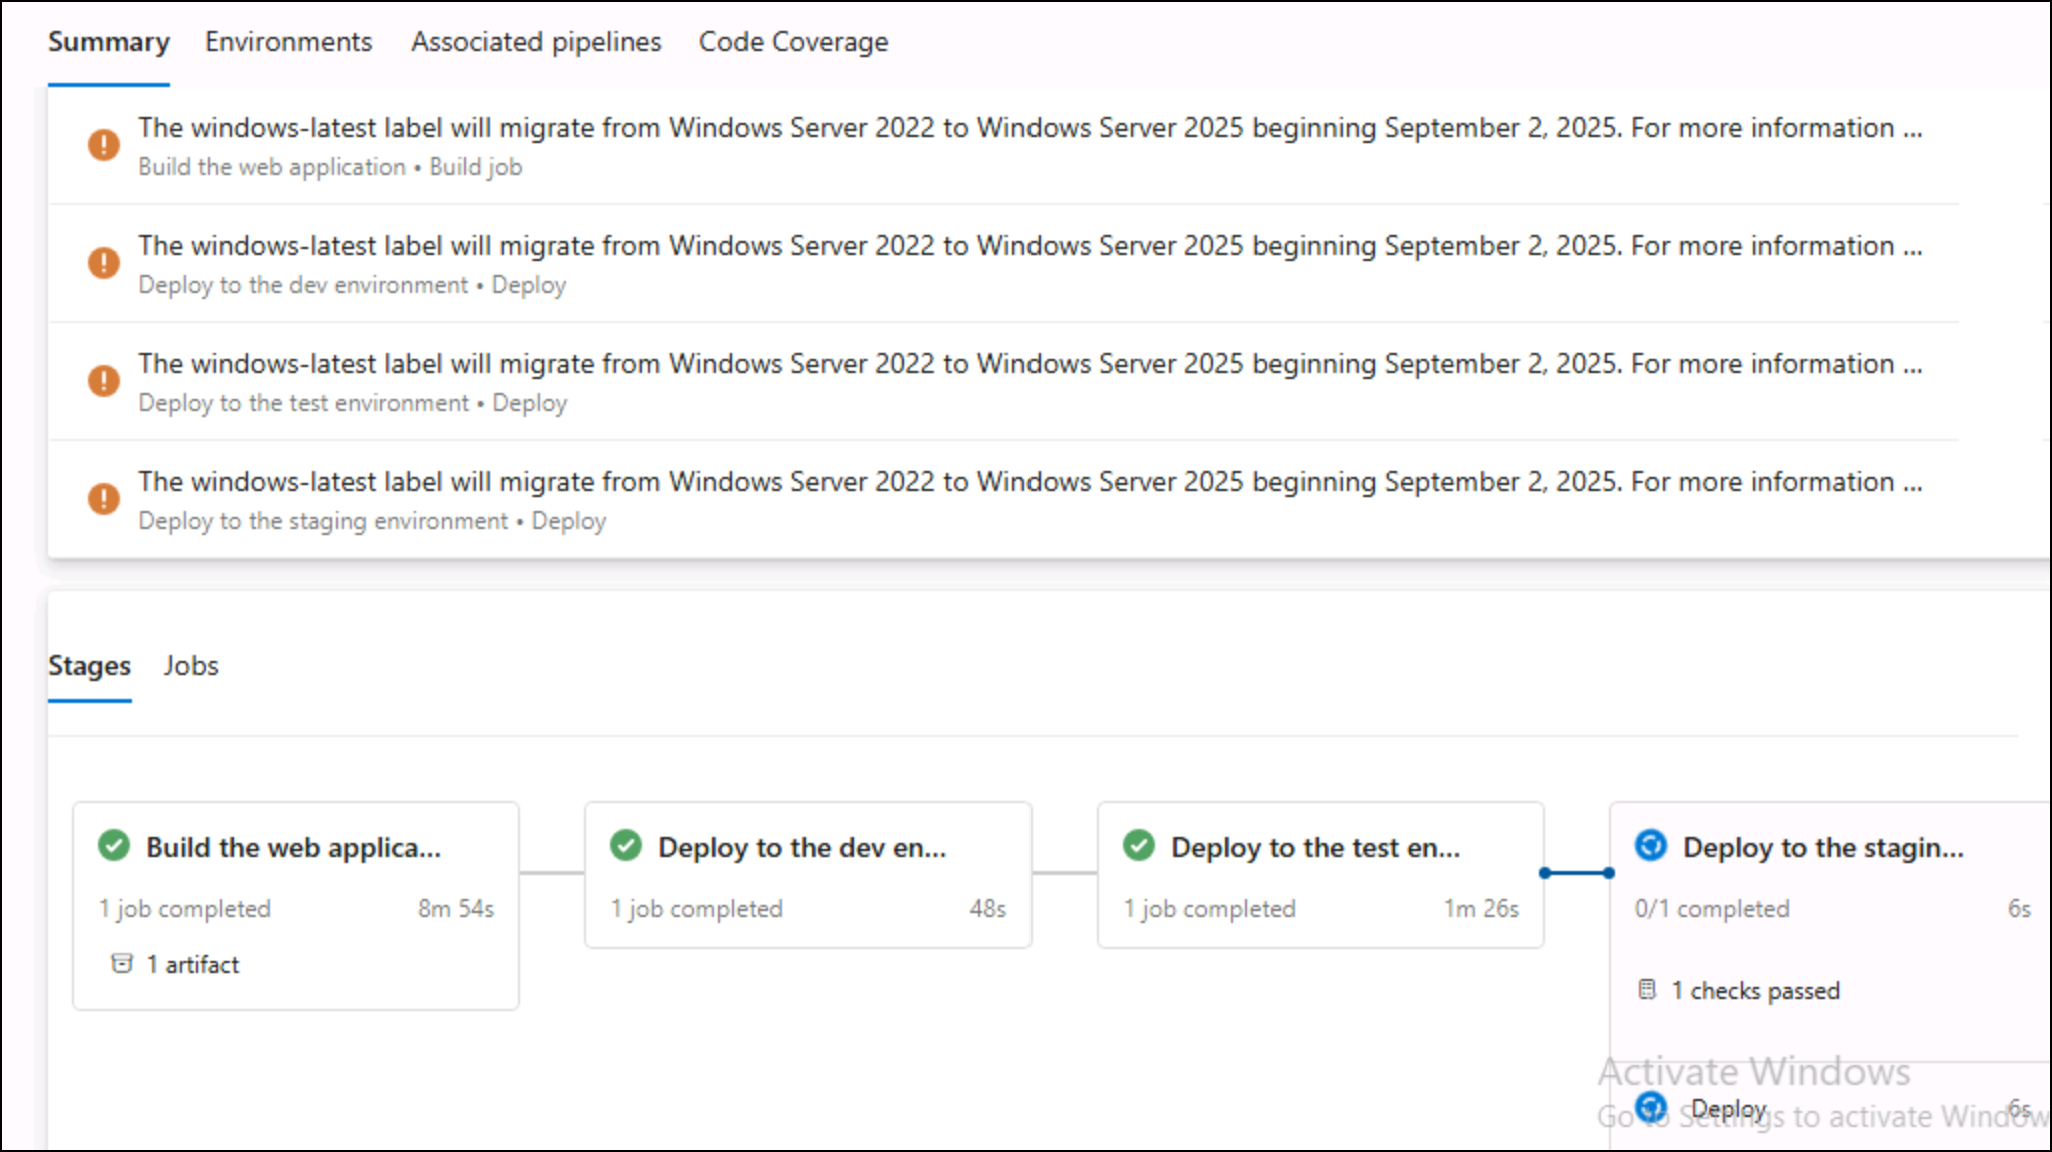 Summary Environments Associated pipelines Code Coverage
The windows-latest label will migrate from Windows Server 2022 to Windows Server 2025 beginning September 2, 2025. For more information ...
Build the web application • Build job
The windows-latest label will migrate from Windows Server 2022 to Windows Server 2025 beginning September 2, 2025. For more information ...
Deploy to the dev environment • Deploy
The windows-latest label will migrate from Windows Server 2022 to Windows Server 2025 beginning September 2, 2025. For more information ...
Deploy to the test environment • Deploy
The windows-latest label will migrate from Windows Server 2022 to Windows Server 2025 beginning September 2, 2025. For more information ...
Deploy to the staging environment • Deploy
Stages Jobs
Build the web applica...
1 job completed 8m 54s
1 artifact
Deploy to the dev en...
1 job completed 48s
Deploy to the test en...
1 job completed 1m 26s
Deploy to the stagin...
0/1 completed 6s
1 checks passed
Deploy 6s
Activate Windows
Go to Settings to activate Window